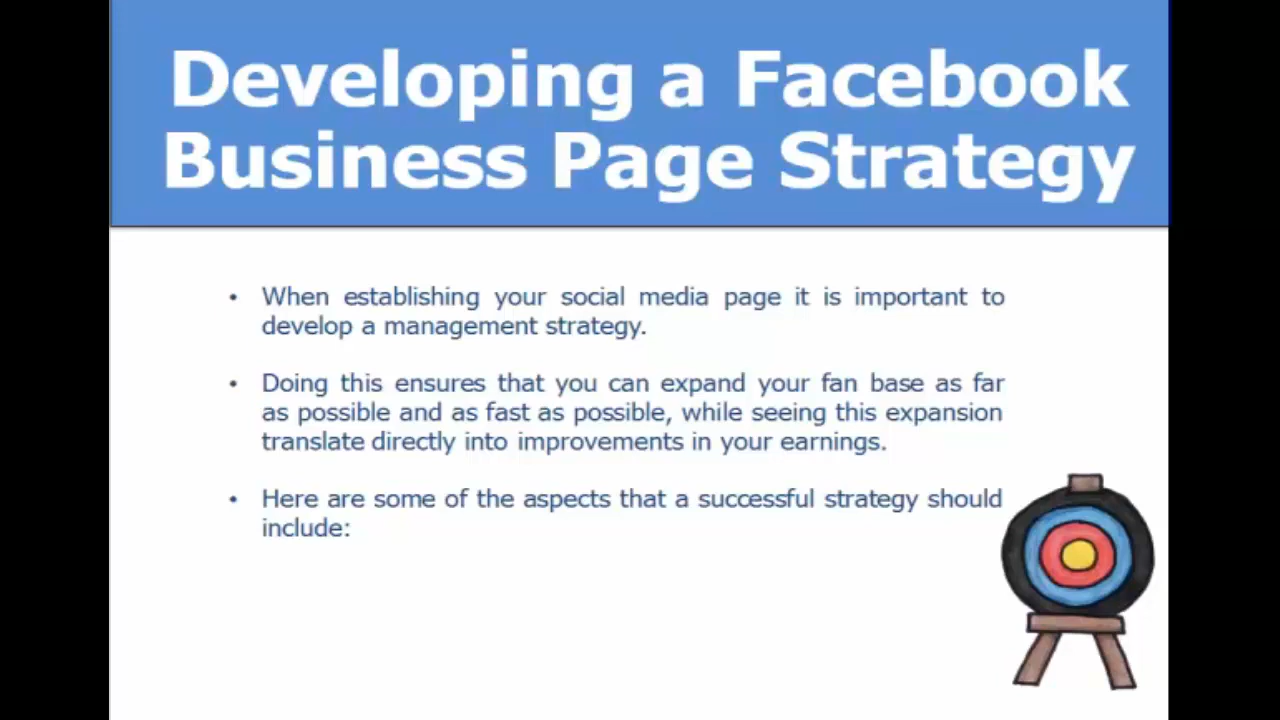 Developing a Facebook
Business Page Strategy
• When establishing your social media page it is important to
develop a management strategy.
• Doing this ensures that you can expand your fan base as far
as possible and as fast as possible, while seeing this expansion
translate directly into improvements in your earnings.
• Here are some of the aspects that a successful strategy should
include: